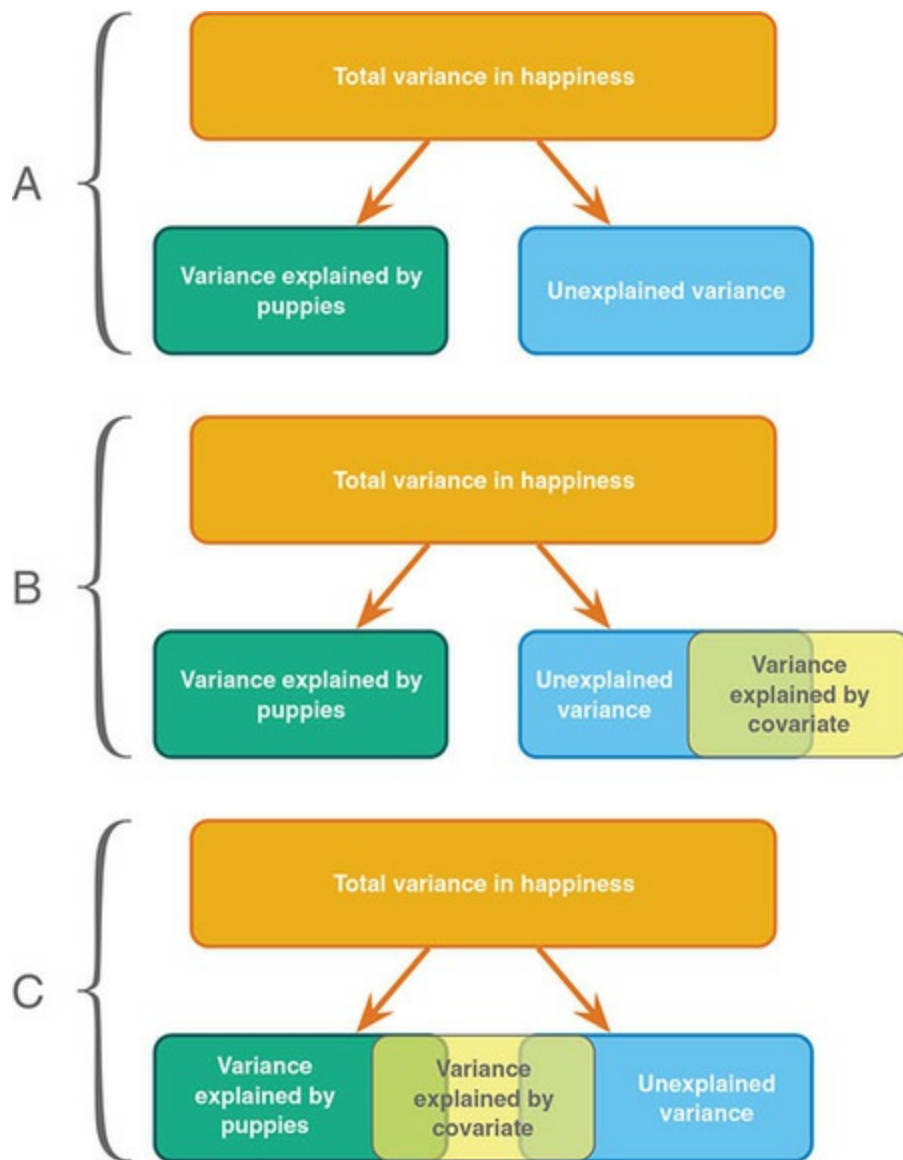 A
Total variance in happiness
Variance explained by
puppies
Unexplained variance
B
Total variance in happiness
Variance explained by
puppies
Unexplained
variance
Variance
explained by
covariate
C
Total variance in happiness
Variance
explained by
puppies
Variance
explained by
covariate
Unexplained
variance